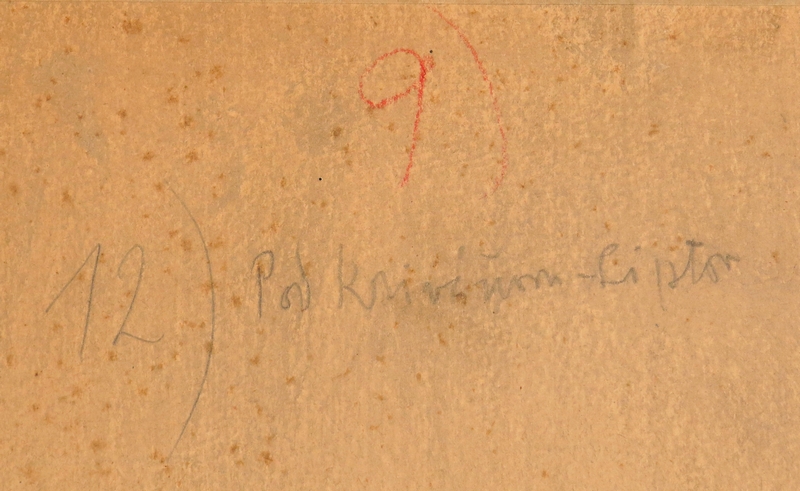 9)
12) Pod Kriváňom - Liptov